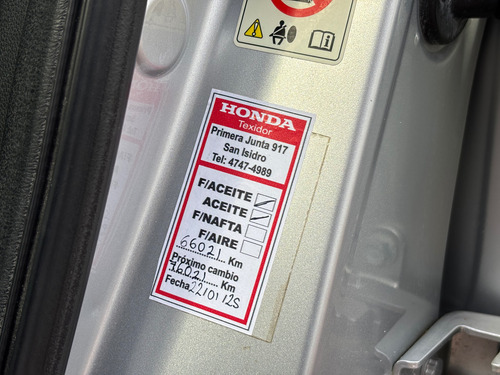 HONDA
Texidor
Primera Junta 917
San Isidro
Tel: 4747-4989
F/ACEITE
ACEITE
F/NAFTA
F/AIRE
66021 Km
Próximo cambio
76021 Km
Fecha 22/01/25